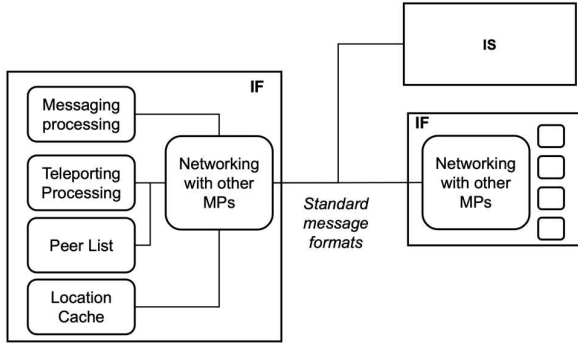 IF
Messaging
processing
Teleporting
Processing
Peer List
Location
Cache
Networking
with other
MPs
Standard
message
formats
IS
IF
Networking
with other
MPs